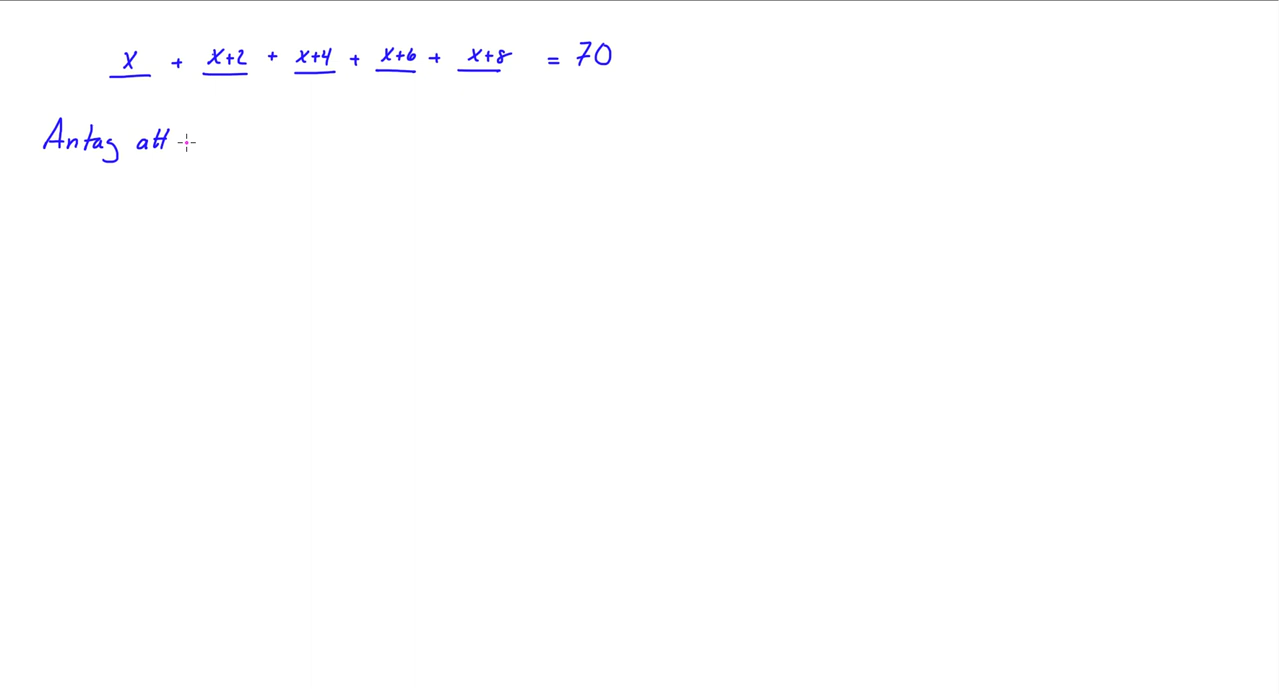 x + x+2 + x+4 + x+6 + x+8 = 70
Antag att